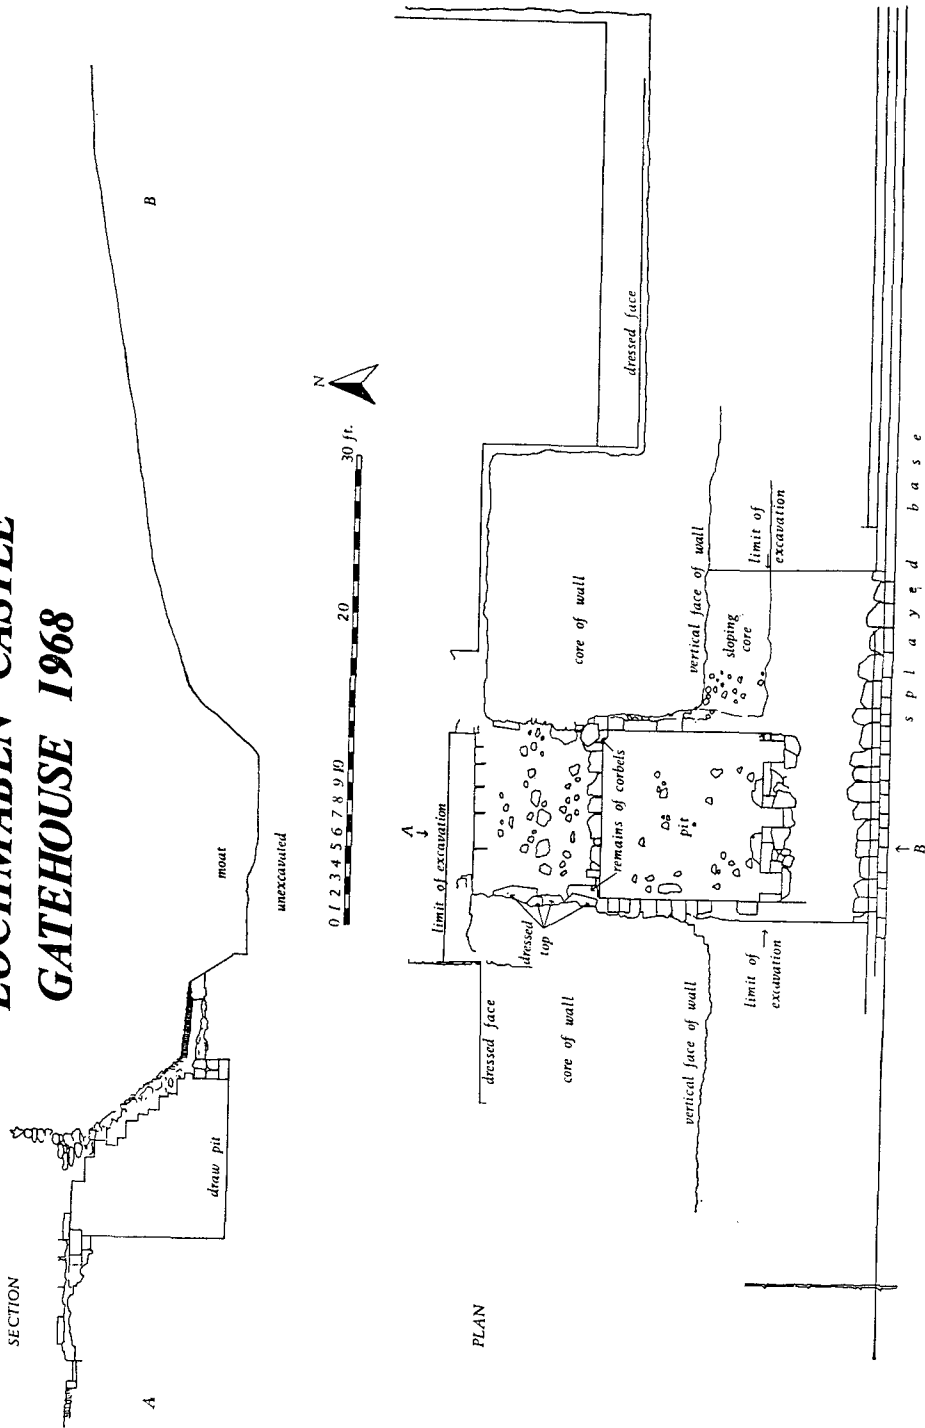 LOCHMABEN CASTLE
GATEHOUSE 1968
SECTION
A
draw pit
moat
unexcavated
B
N
0 1 2 3 4 5 6 7 8 9 10
20
30 ft.
PLAN
A
limit of excavation
dressed face
dressed
top
core of wall
remains of corbels
pit
core of wall
dressed face
vertical face of wall
vertical face of wall
sloping
core
limit of
excavation
limit of
excavation
B
splayed base